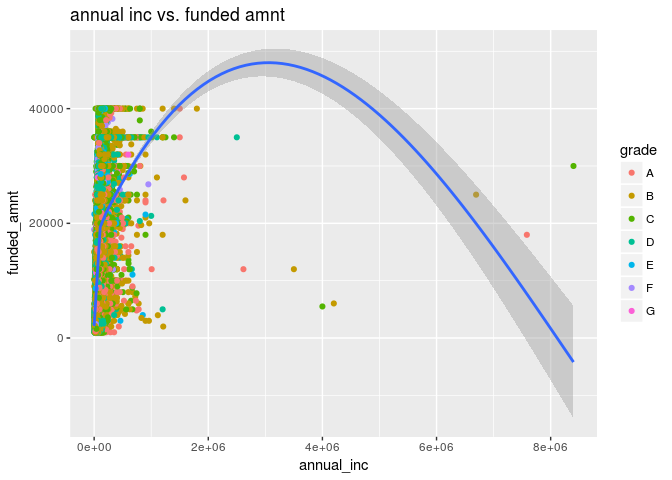 annual inc vs. funded amnt
funded_amnt
40000
20000
0
0e+00 2e+06 4e+06 6e+06 8e+06
annual_inc
grade
A
B
C
D
E
F
G